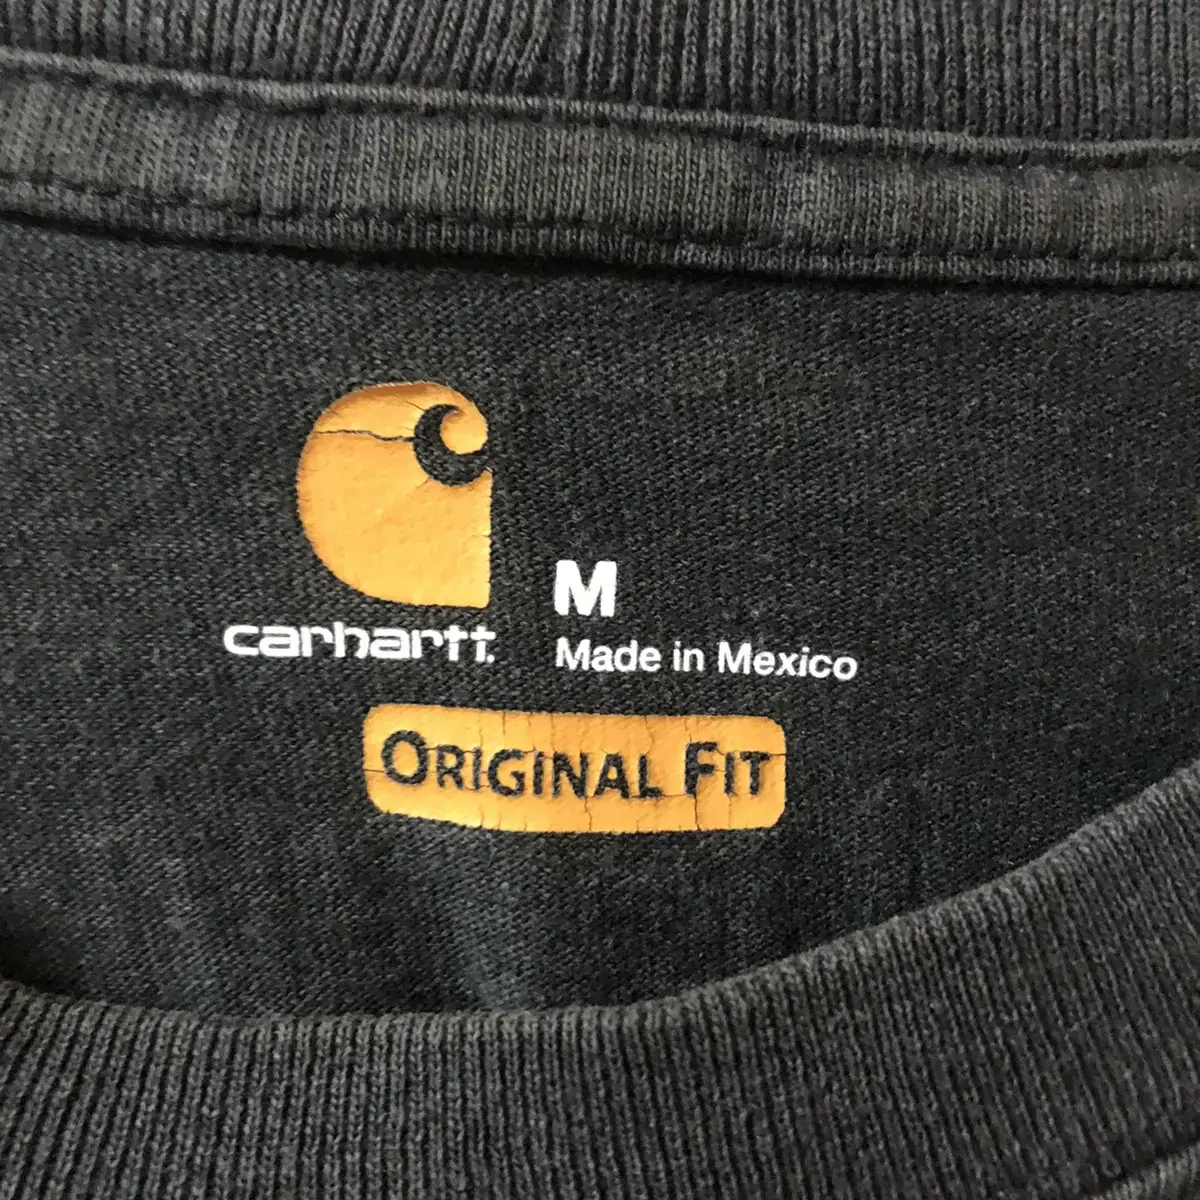 M
carhartt.
Made in Mexico
ORIGINAL FIT